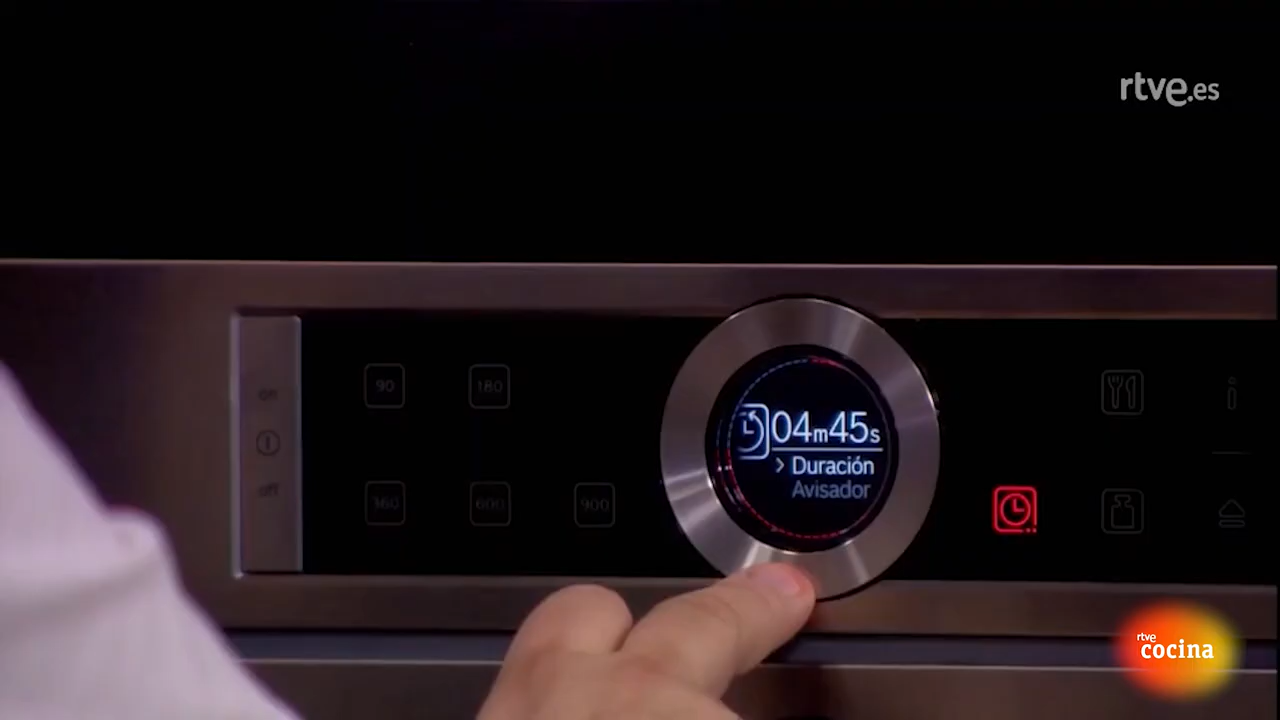 rtve.es
on
off
90
180
360
600
900
04m45s
> Duración
Avisador
i
rtve
cocina